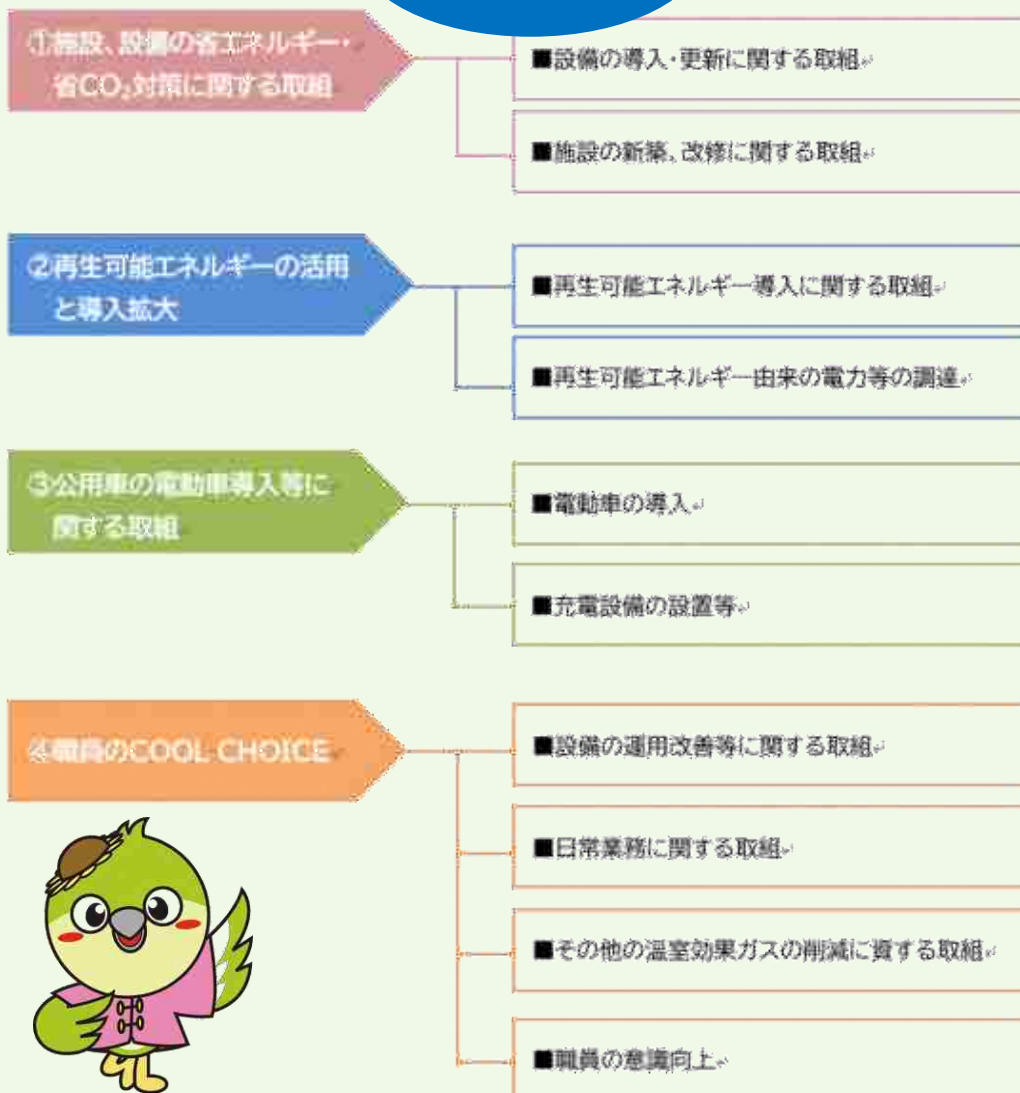 ①施設、設備の省エネルギー・
省CO₂対策に関する取組
■設備の導入・更新に関する取組
■施設の新築、改修に関する取組
②再生可能エネルギーの活用
と導入拡大
■再生可能エネルギー導入に関する取組
■再生可能エネルギー由来の電力等の調達
③公用車の電動車導入等に
関する取組
■電動車の導入
■充電設備の設置等
④職員のCOOL CHOICE
■設備の運用改善等に関する取組
■日常業務に関する取組
■その他の温室効果ガスの削減に資する取組
■職員の意識向上